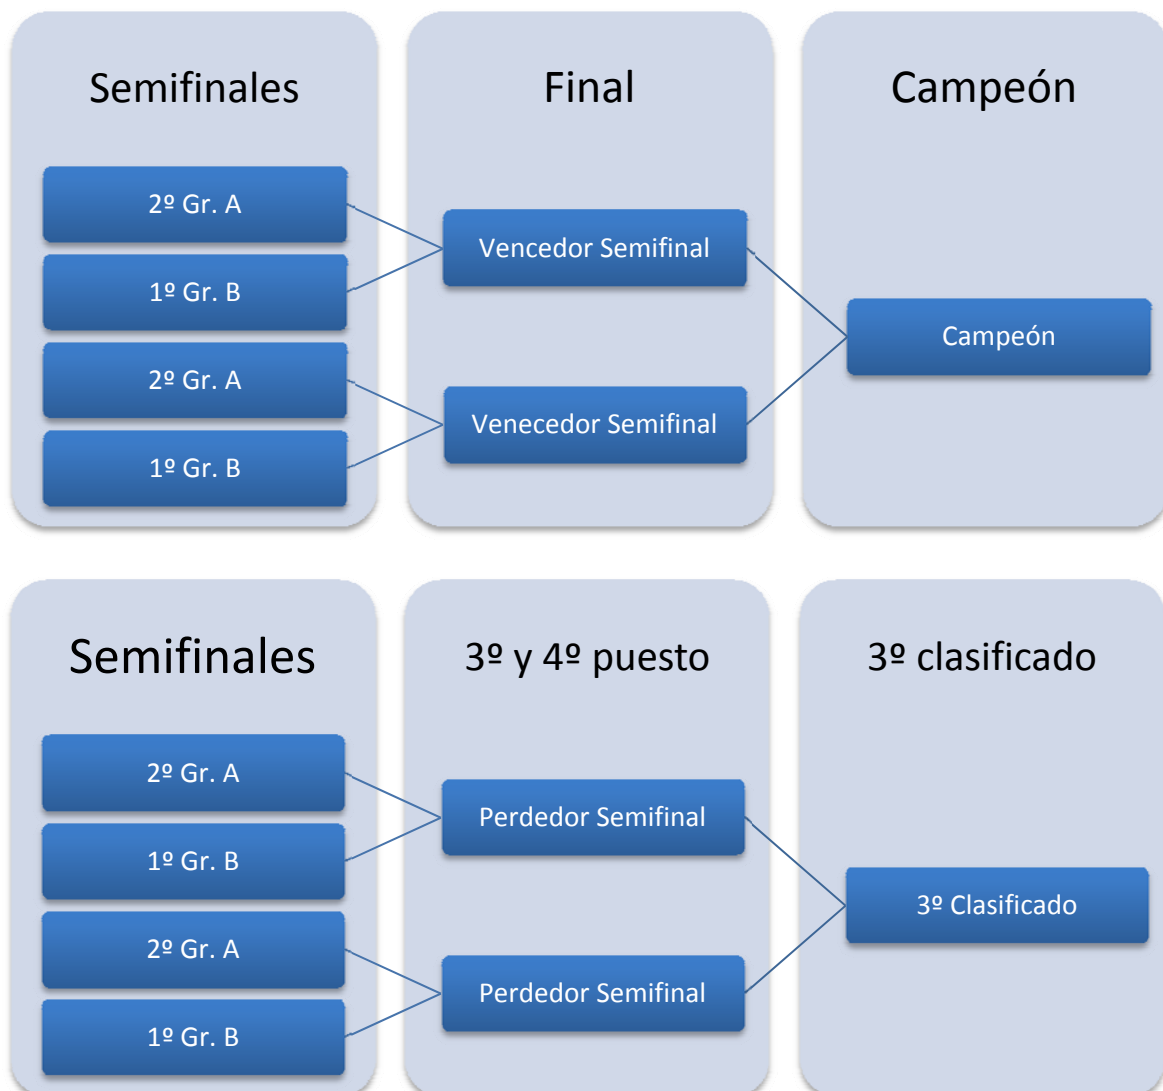 Semifinales
2º Gr. A
1º Gr. B
2º Gr. A
1º Gr. B
Final
Vencedor Semifinal
Venecedor Semifinal
Campeón
Campeón
Semifinales
2º Gr. A
1º Gr. B
2º Gr. A
1º Gr. B
3º y 4º puesto
Perdedor Semifinal
Perdedor Semifinal
3º clasificado
3º Clasificado